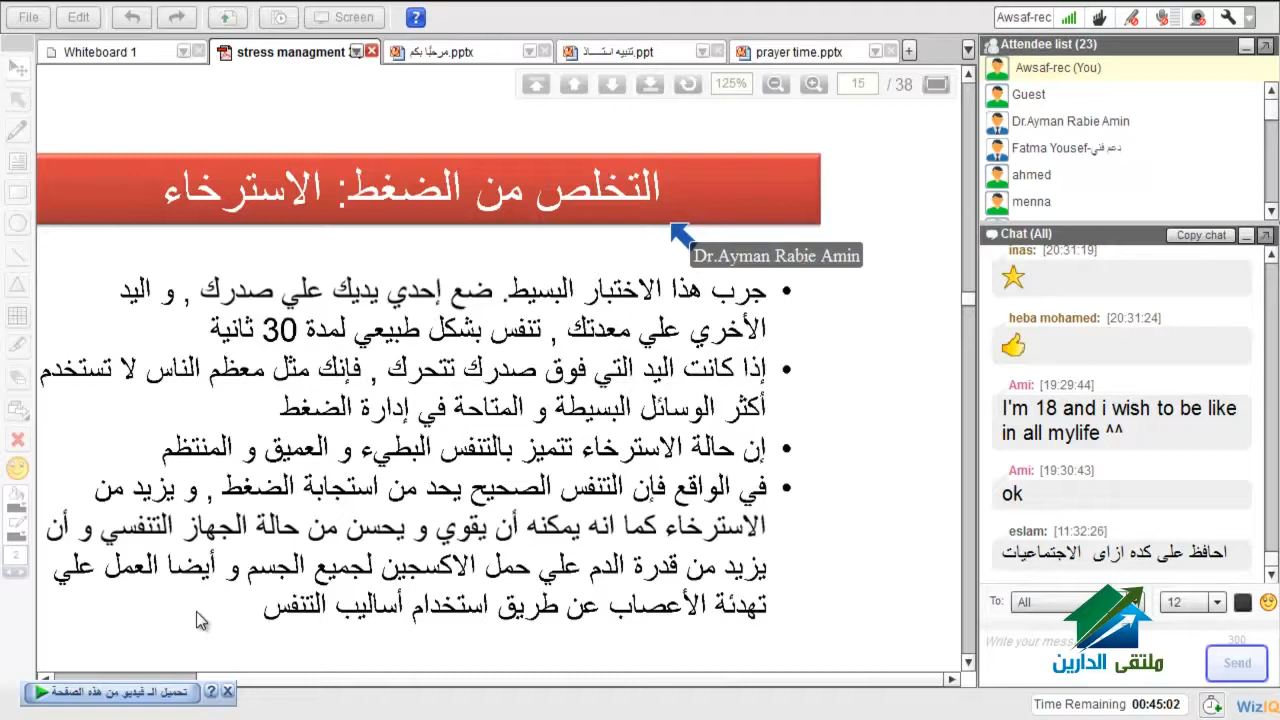 File
Edit
Screen
?
Awsaf-rec
Whiteboard 1
stress managment
مرحبًا بكم.pptx
تنبيه استـــــاذ.ppt
prayer time.pptx
125%
15
/ 38
Attendee list (23)
Awsaf-rec (You)
Guest
Dr.Ayman Rabie Amin
Fatma Yousef-دعم فني
ahmed
menna
التخلص من الضغط: الاسترخاء
Dr.Ayman Rabie Amin
• جرب هذا الاختبار البسيط. ضع إحدي يديك علي صدرك , و اليد
الأخري علي معدتك , تنفس بشكل طبيعي لمدة 30 ثانية
• إذا كانت اليد التي فوق صدرك تتحرك , فإنك مثل معظم الناس لا تستخدم
أكثر الوسائل البسيطة و المتاحة في إدارة الضغط
• إن حالة الاسترخاء تتميز بالتنفس البطيء و العميق و المنتظم
• في الواقع فإن التنفس الصحيح يحد من استجابة الضغط , و يزيد من
الاسترخاء كما انه يمكنه أن يقوي و يحسن من حالة الجهاز التنفسي و أن
يزيد من قدرة الدم علي حمل الاكسجين لجميع الجسم و أيضا العمل علي
تهدئة الأعصاب عن طريق استخدام أساليب التنفس
Chat (All)
Copy chat
inas: [20:31:19]
heba mohamed: [20:31:24]
Ami: [19:29:44]
I'm 18 and i wish to be like
in all mylife ^^
Ami: [19:30:43]
ok
eslam: [11:32:26]
احافظ على كده ازاى الاجتماعيات
To:
All
12
Write your mess
300
Send
ملتقى الدارين
2
تحميل الـ فيديو من هذه الصفحة
?
X
Time Remaining 00:45:02
WizIQ